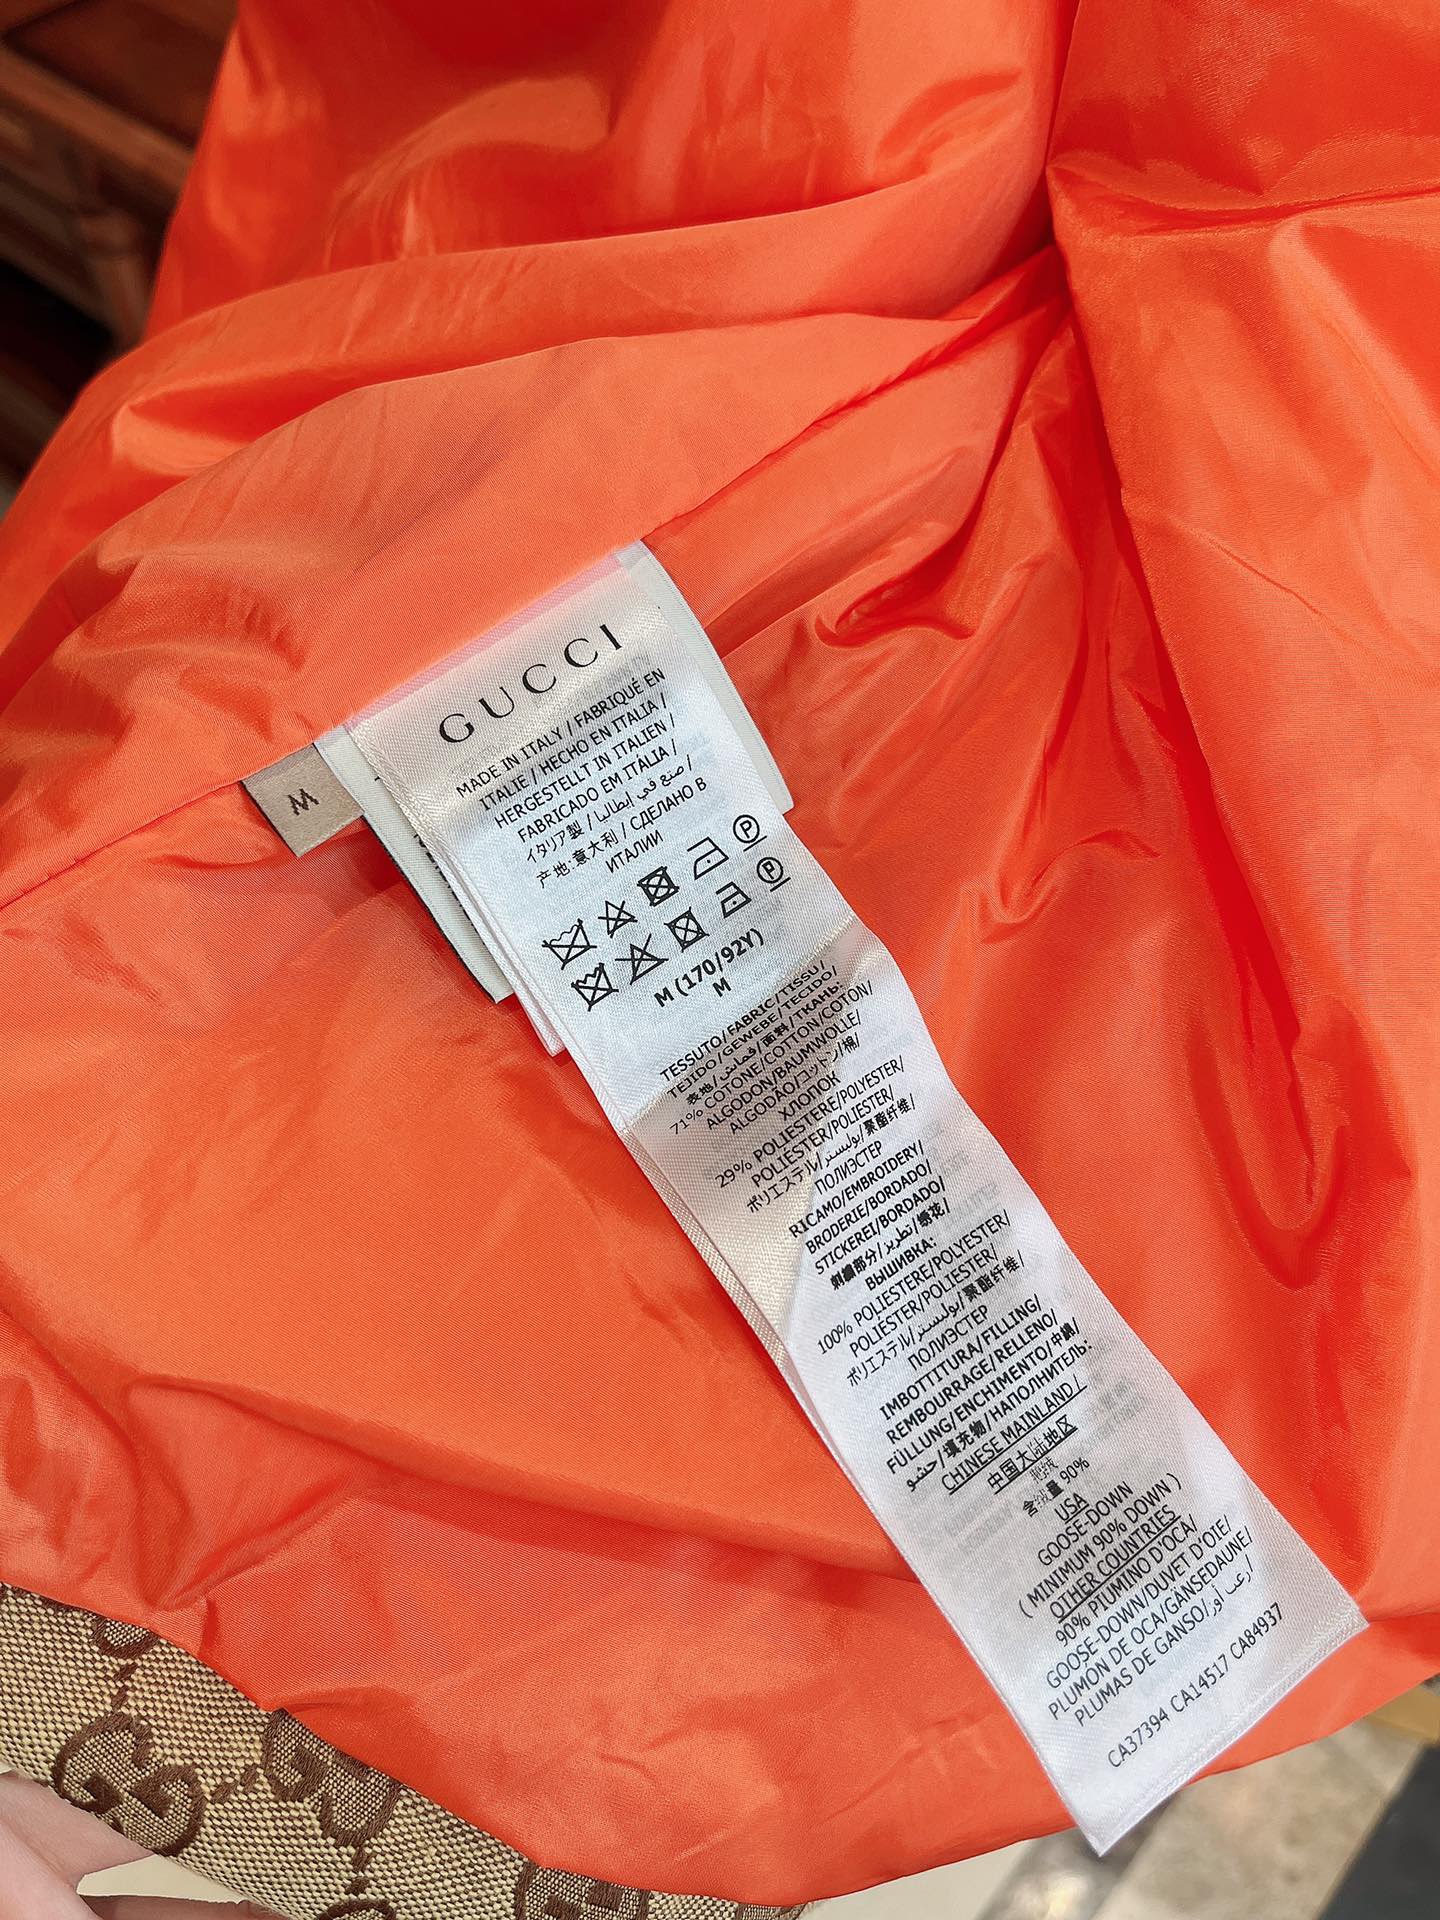 GUCCI
MADE IN ITALY / FABRIQUÉ EN
ITALIE / HECHO EN ITALIA /
HERGESTELLT IN ITALIEN /
FABRICADO EM ITÁLIA /
イタリア製 / صنع في إيطاليا /
产地:意大利 / СДЕЛАНО В
ИТАЛИИ
P
P
M (170/92Y)
M
M
TESSUTO/FABRIC/TISSU/
TEJIDO/GEWEBE/TECIDO/
表地/قماش/面料/ТКАНЬ:
71% COTONE/COTTON/COTON/
ALGODON/BAUMWOLLE/
ALGODÃO/コットン/棉/
ХЛОПОК
29% POLIESTERE/POLYESTER/
POLIÉSTER/POLIESTER/
ポリエステル/بوليستر/聚酯纤维/
ПОЛИЭСТЕР
RICAMO/EMBROIDERY/
BRODERIE/BORDADO/
STICKEREI/BORDADO/
刺繍部分/تطريز/绣花/
ВЫШИВКА:
100% POLIESTERE/POLYESTER/
POLIÉSTER/POLIESTER/
ポリエステル/بوليستر/聚酯纤维/
ПОЛИЭСТЕР
IMBOTTITURA/FILLING/
REMBOURRAGE/RELLENO/
FÜLLUNG/ENCHIMENTO/中綿/
حشو/填充物/НАПОЛНИТЕЛЬ:
CHINESE MAINLAND /
中国大陆地区
鹅绒
含绒量 90%
USA
GOOSE-DOWN
( MINIMUM 90% DOWN )
OTHER COUNTRIES
90% PIUMINO D'OCA/
GOOSE-DOWN/DUVET D'OIE/
PLUMÓN DE OCA/GÄNSEDAUNE/
PLUMAS DE GANSO/زغب أوز/
CA37394 CA14517 CA84937